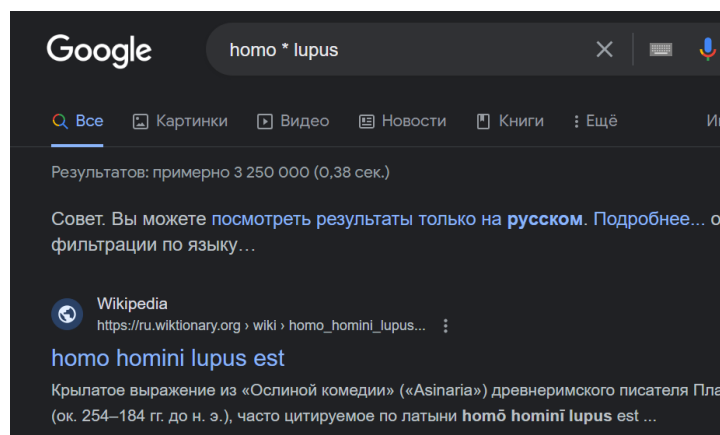 Google
homo * lupus
Все Картинки Видео Новости Книги Ещё
Результатов: примерно 3 250 000 (0,38 сек.)
Совет. Вы можете посмотреть результаты только на русском. Подробнее...
фильтрации по языку…
Wikipedia
https://ru.wiktionary.org › wiki › homo_homini_lupus...
homo homini lupus est
Крылатое выражение из «Ослиной комедии» («Asinaria») древнеримского писателя
(ок. 254–184 гг. до н. э.), часто цитируемое по латыни homō hominī lupus est ...